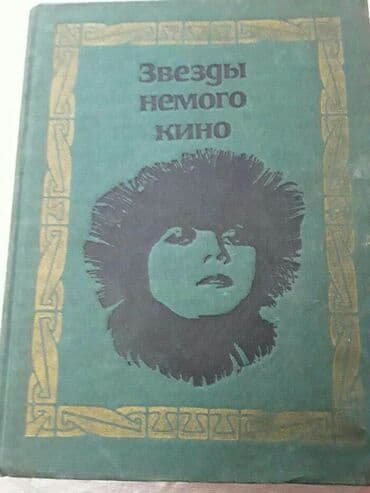 Звезды
немого
кино